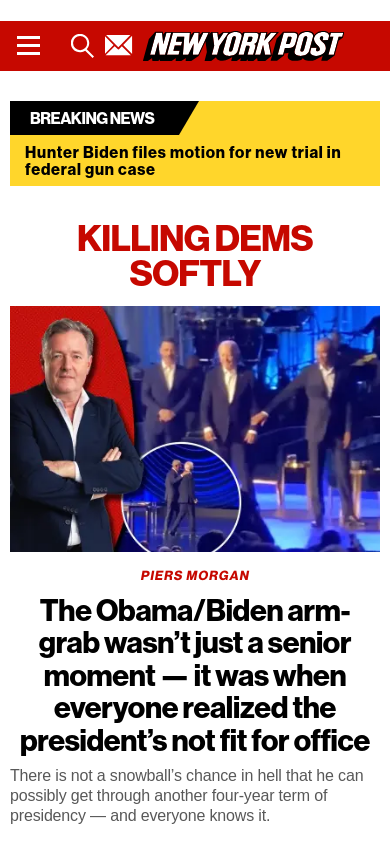 NEW YORK POST
BREAKING NEWS
Hunter Biden files motion for new trial in
federal gun case
KILLING DEMS
SOFTLY
PIERS MORGAN
The Obama/Biden arm-
grab wasn’t just a senior
moment — it was when
everyone realized the
president’s not fit for office
There is not a snowball’s chance in hell that he can
possibly get through another four-year term of
presidency — and everyone knows it.